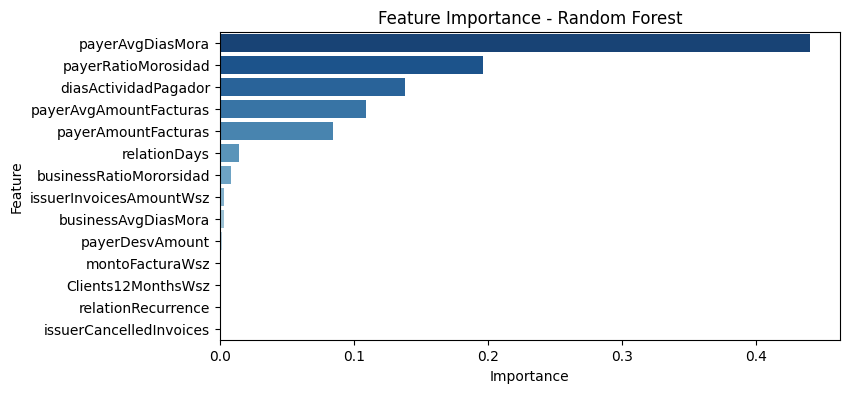 Feature Importance - Random Forest
Feature
payerAvgDiasMora
payerRatioMorosidad
diasActividadPagador
payerAvgAmountFacturas
payerAmountFacturas
relationDays
businessRatioMororsidad
issuerInvoicesAmountWsz
businessAvgDiasMora
payerDesvAmount
montoFacturaWsz
Clients12MonthsWsz
relationRecurrence
issuerCancelledInvoices
0.0 0.1 0.2 0.3 0.4
Importance